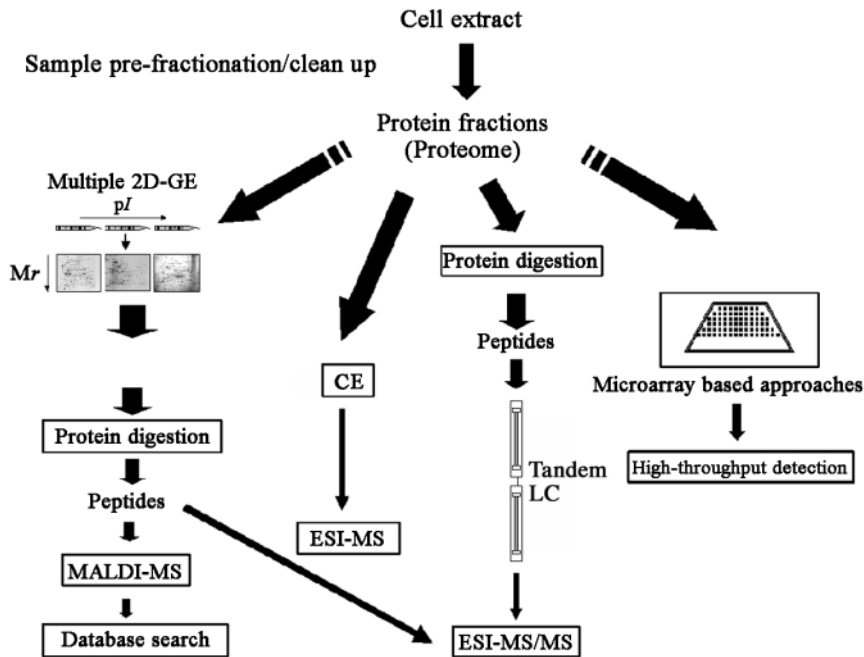 Cell extract
Sample pre-fractionation/clean up
Protein fractions
(Proteome)
Multiple 2D-GE
pI
Mr
Protein digestion
Peptides
MALDI-MS
Database search
CE
ESI-MS
Protein digestion
Peptides
Tandem
LC
ESI-MS/MS
Microarray based approaches
High-throughput detection